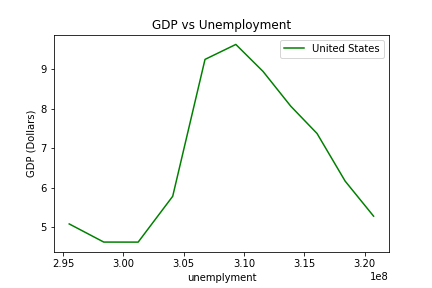 GDP vs Unemployment
United States
GDP (Dollars)
9
8
7
6
5
2.95 3.00 3.05 3.10 3.15 3.20
1e8
unemplyment